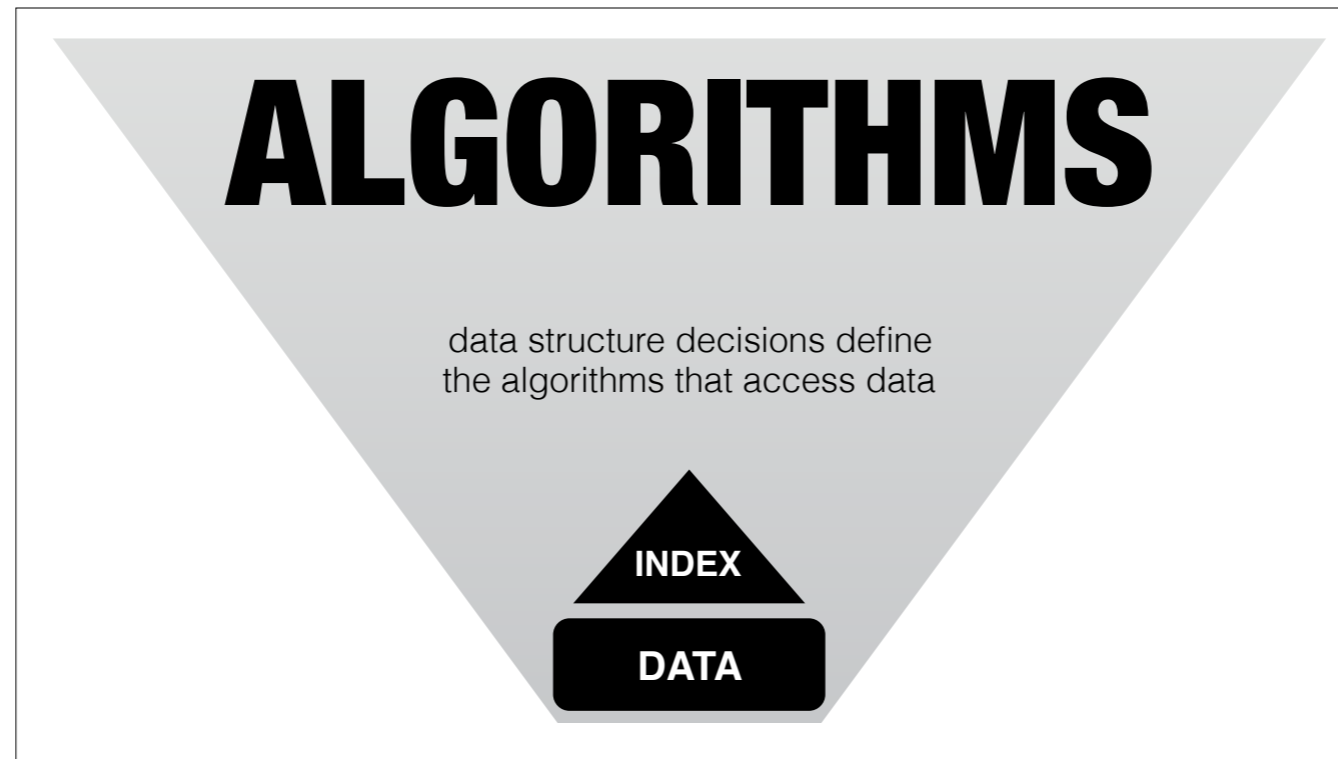 ALGORITHMS
data structure decisions define
the algorithms that access data
INDEX
DATA